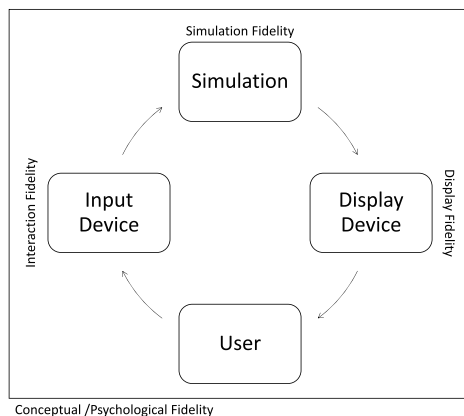 Simulation Fidelity
Simulation
Interaction Fidelity
Input
Device
Display
Device
Display Fidelity
User
Conceptual /Psychological Fidelity